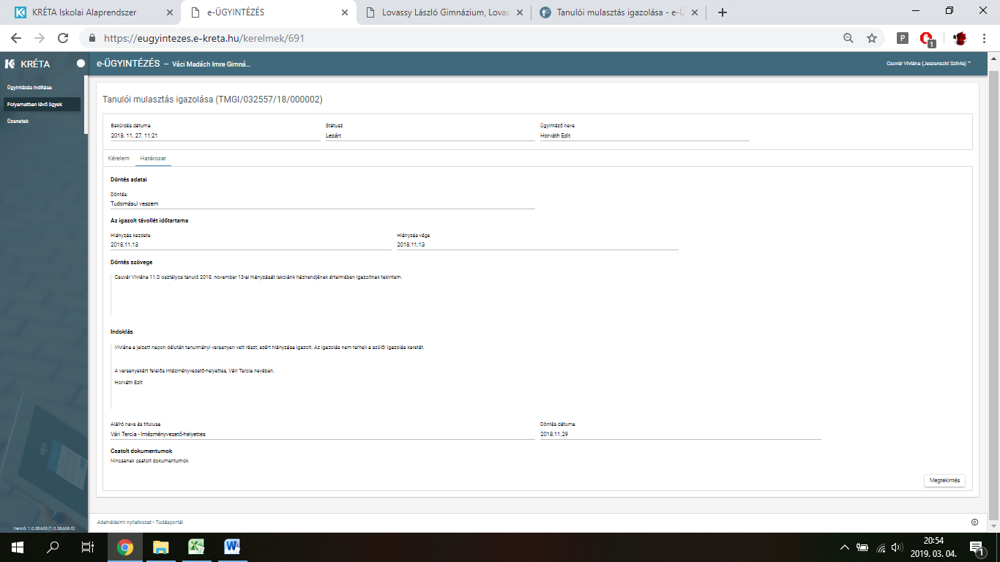 KRÉTA Iskolai Alaprendszer
e-ÜGYINTÉZÉS
Lovassy László Gimnázium, Lovas
Tanulói mulasztás igazolása - e-Ü
https://eugyintezes.e-kreta.hu/kerelmek/691
P
1
KRÉTA
e-ÜGYINTÉZÉS – Váci Madách Imre Gimná...
Csuvár Viviána (Jeszenszki Szilvia)
Ügyintézés indítása
Folyamatban lévő ügyek
Üzenetek
Tanulói mulasztás igazolása (TMGI/032557/18/000002)
Beküldés dátuma
Státusz
Ügyintéző neve
2018. 11. 27. 11:21
Lezárt
Horváth Edit
Kérelem
Határozat
Döntés adatai
Döntés
Tudomásul veszem
Az igazolt távollét időtartama
Hiányzás kezdete
Hiányzás vége
2018.11.13
2018.11.13
Döntés szövege
Csuvár Viviána 11.D osztályos tanuló 2018. november 13-ai hiányzását iskolánk házirendjének értelmében igazoltnak tekintem.
Indoklás
Viviána a jelzett napon délután tanulmányi versenyen vett részt, ezért hiányzása igazolt. Az igazolás nem terheli a szülői igazolás keretét.
A versenyekért felelős intézményvezető-helyettes, Vári Tercia nevében.
Horváth Edit
Aláíró neve és titulusa
Döntés dátuma
Vári Tercia - Intézményvezető-helyettes
2018.11.29
Csatolt dokumentumok
Nincsenek csatolt dokumentumok
Megtekintés
Adatvédelmi nyilatkozat - Tudásportál
©
Verzió: 1.0.26443 (1.0.26448.0)
20:54
2019. 03. 04.
1